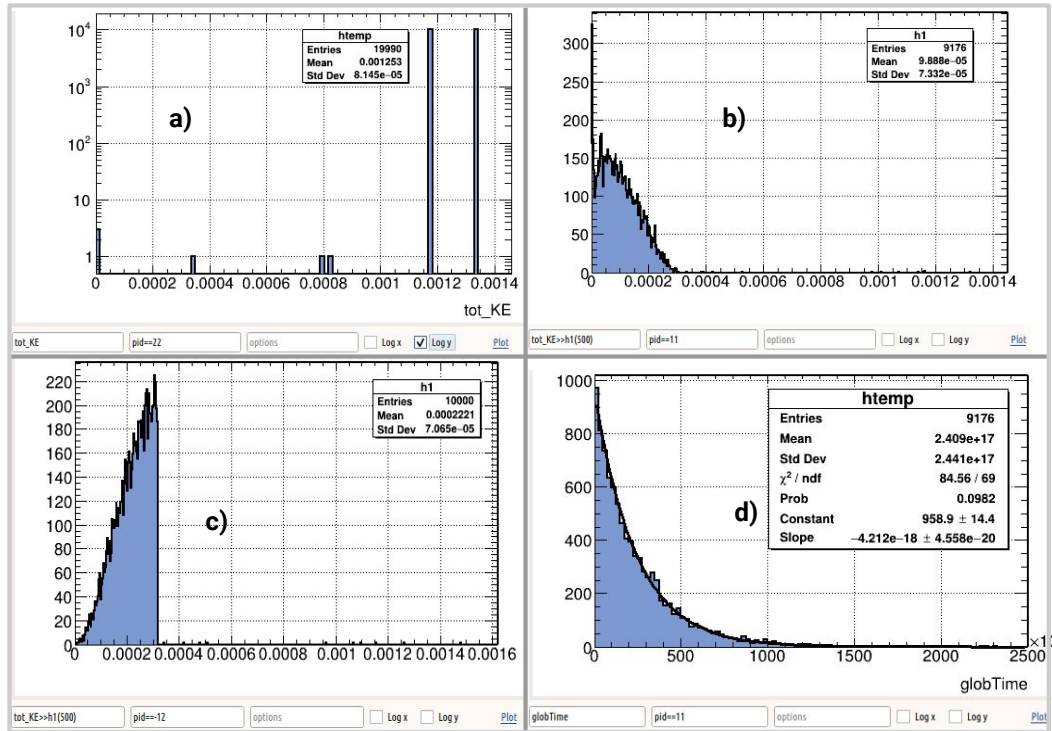 10^4
10^3
10^2
10
1
htemp
Entries 19990
Mean 0.001253
Std Dev 8.145e−05
a)
0 0.0002 0.0004 0.0006 0.0008 0.001 0.0012 0.0014
tot_KE
tot_KE pid==22 options Log x Log y Plot
300
250
200
150
100
50
0
h1
Entries 9176
Mean 9.888e−05
Std Dev 7.332e−05
b)
0 0.0002 0.0004 0.0006 0.0008 0.001 0.0012 0.0014
tot_KE>>h1(500) pid==11 options Log x Log y Plot
220
200
180
160
140
120
100
80
60
40
20
0
h1
Entries 10000
Mean 0.0002221
Std Dev 7.065e−05
c)
0 0.0002 0.0004 0.0006 0.0008 0.001 0.0012 0.0014 0.0016
tot_KE>>h1(500) pid==-12 options Log x Log y Plot
1000
800
600
400
200
0
htemp
Entries 9176
Mean 2.409e+17
Std Dev 2.441e+17
χ² / ndf 84.56 / 69
Prob 0.0982
Constant 958.9 ± 14.4
Slope −4.212e−18 ± 4.558e−20
d)
0 500 1000 1500 2000 2500
globTime
globTime pid==11 options Log x Log y Plot